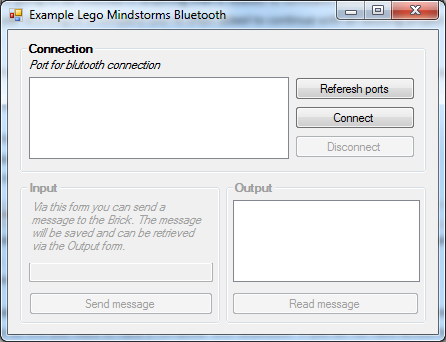 Example Lego Mindstorms Bluetooth
Connection
Port for blutooth connection
Referesh ports
Connect
Disconnect
Input
Via this form you can send a
message to the Brick. The message
will be saved and can be retrieved
via the Output form.
Send message
Output
Read message